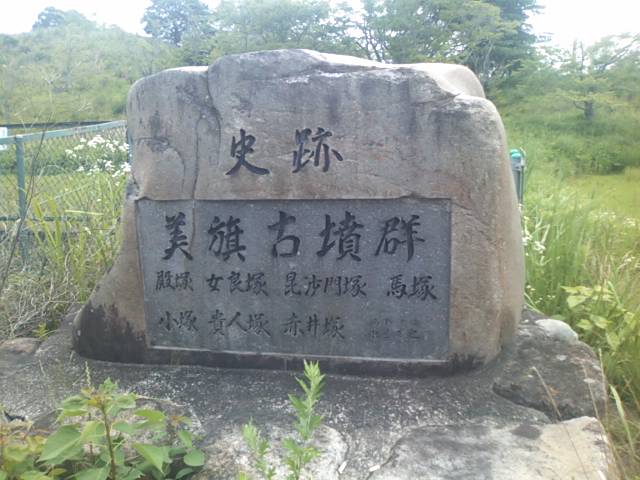 史跡
美旗古墳群
殿塚 女良塚 毘沙門塚 馬塚
小塚 貴人塚 赤井塚